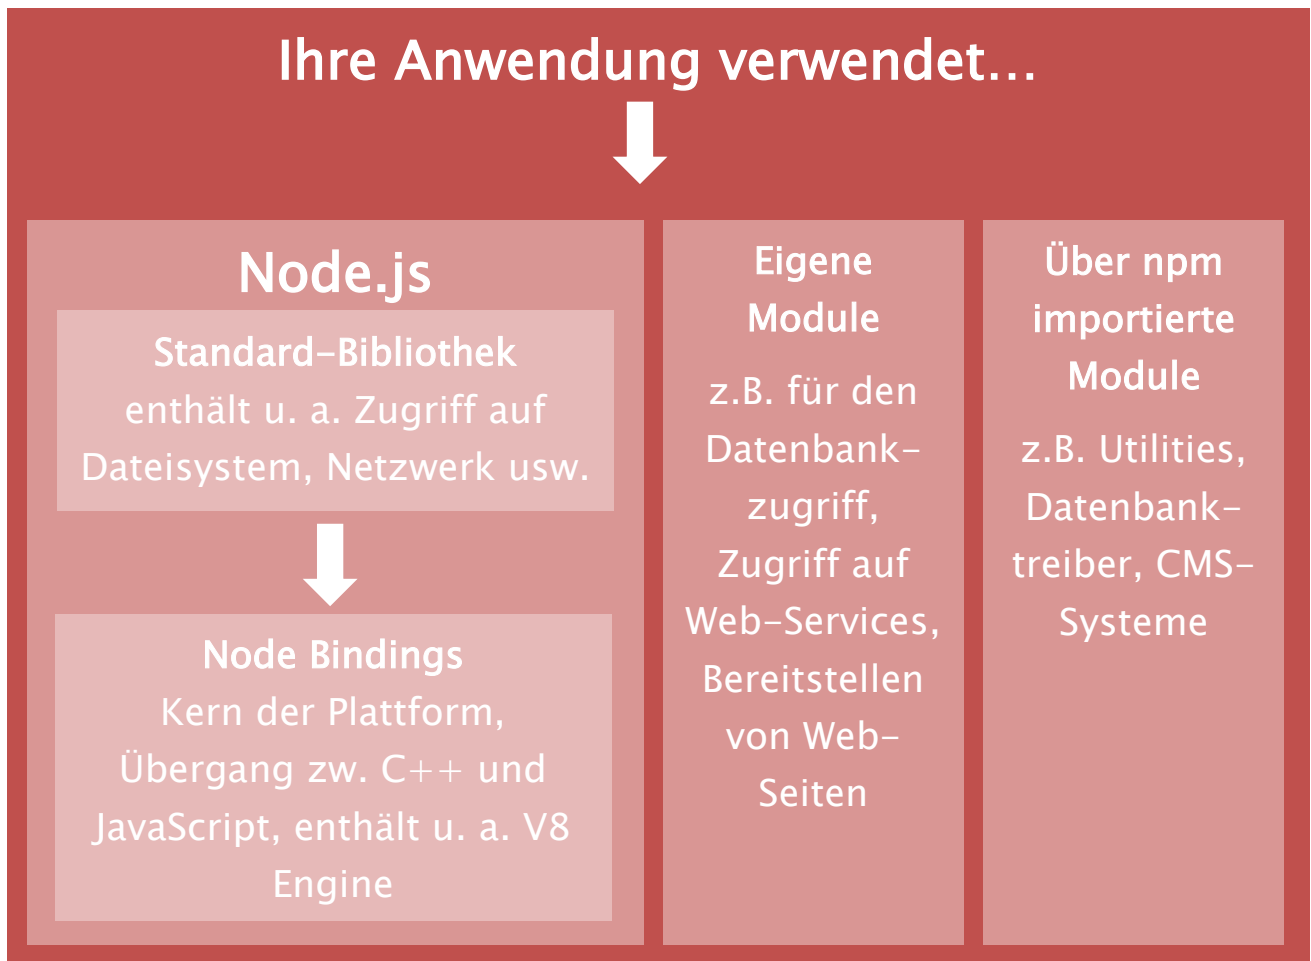 Ihre Anwendung verwendet...
Node.js
Standard-Bibliothek
enthält u. a. Zugriff auf
Dateisystem, Netzwerk usw.
Node Bindings
Kern der Plattform,
Übergang zw. C++ und
JavaScript, enthält u. a. V8
Engine
Eigene
Module
z.B. für den
Datenbank-
zugriff,
Zugriff auf
Web-Services,
Bereitstellen
von Web-
Seiten
Über npm
importierte
Module
z.B. Utilities,
Datenbank-
treiber, CMS-
Systeme